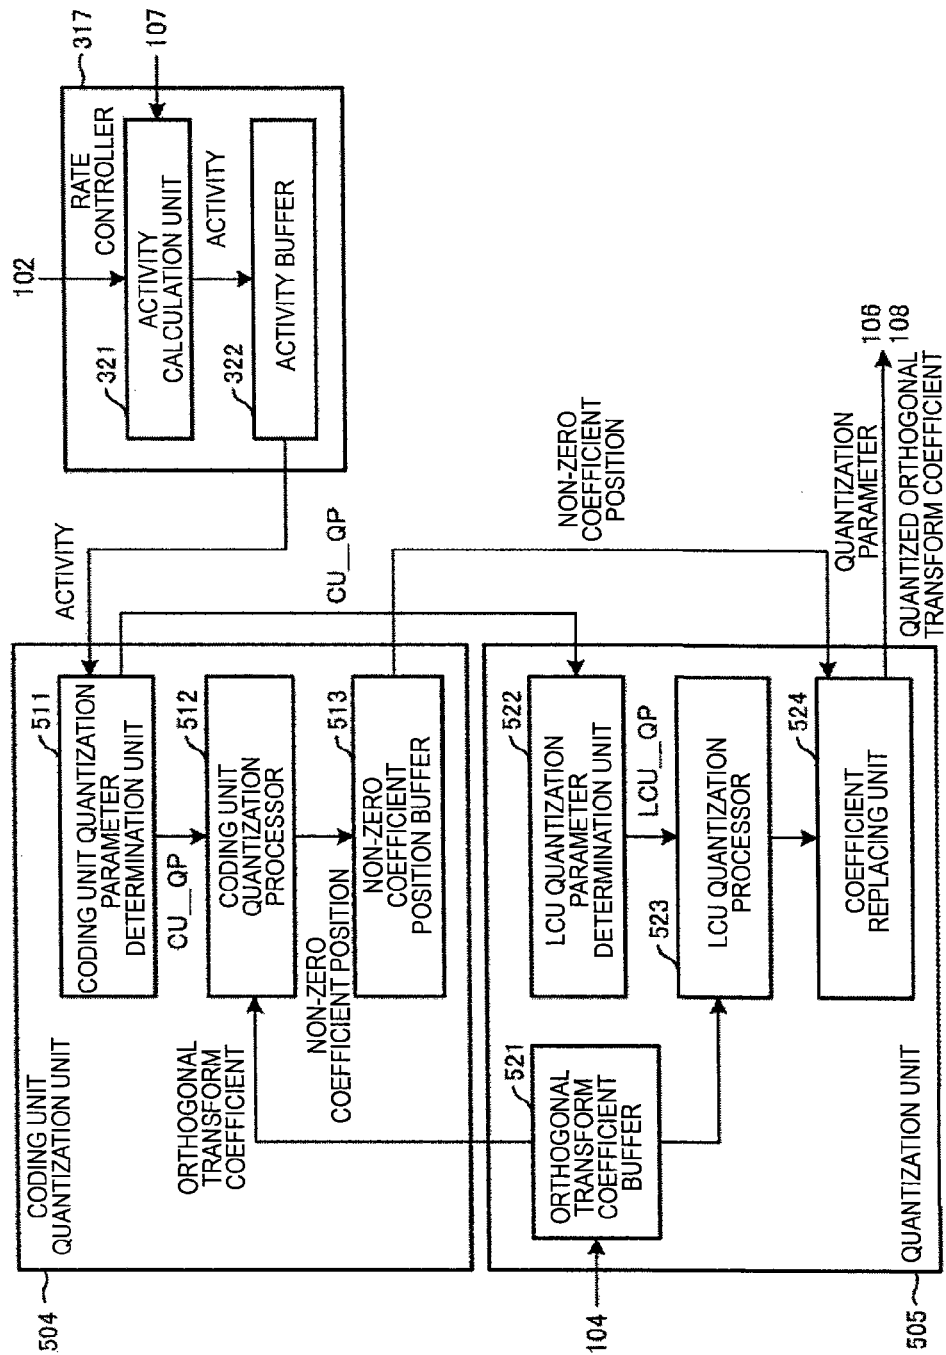 504
CODING UNIT
QUANTIZATION UNIT
511
CODING UNIT QUANTIZATION
PARAMETER
DETERMINATION UNIT
CU__QP
512
CODING UNIT
QUANTIZATION
PROCESSOR
ORTHOGONAL
TRANSFORM
COEFFICIENT
NON-ZERO
COEFFICIENT POSITION
513
NON-ZERO
COEFFICIENT
POSITION BUFFER
ACTIVITY
CU__QP
317
RATE
CONTROLLER
102
107
321
ACTIVITY
CALCULATION UNIT
ACTIVITY
322
ACTIVITY BUFFER
NON-ZERO
COEFFICIENT
POSITION
104
521
ORTHOGONAL
TRANSFORM
COEFFICIENT
BUFFER
522
LCU QUANTIZATION
PARAMETER
DETERMINATION UNIT
LCU__QP
523
LCU QUANTIZATION
PROCESSOR
524
COEFFICIENT
REPLACING UNIT
QUANTIZATION
PARAMETER
106
108
QUANTIZED ORTHOGONAL
TRANSFORM COEFFICIENT
505
QUANTIZATION UNIT